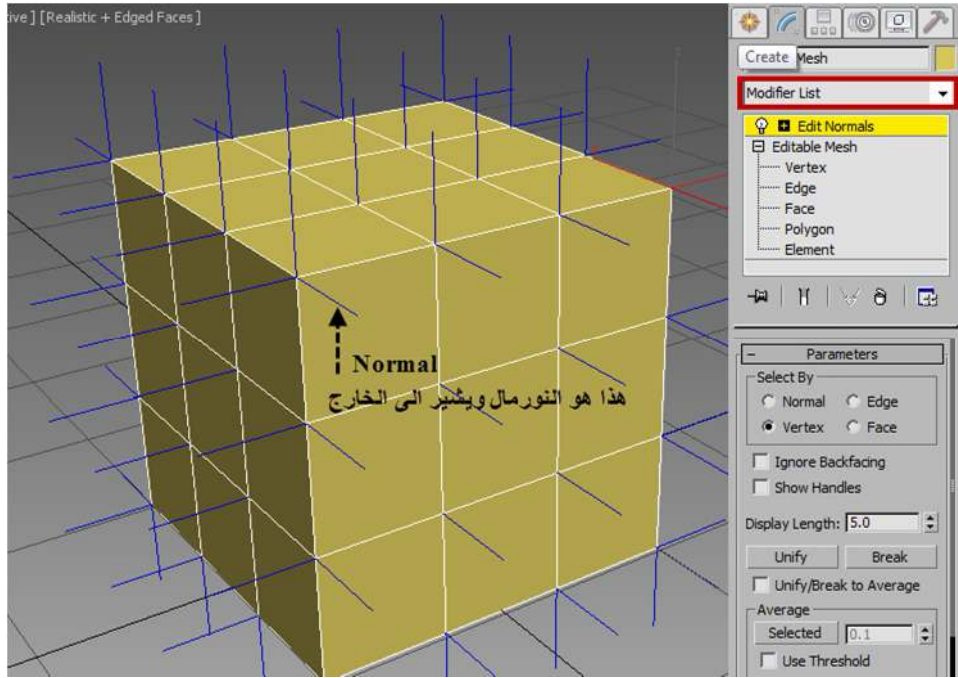 ive ] [Realistic + Edged Faces ]
Normal
هذا هو النورمال ويشير الى الخارج
Create Mesh
Modifier List
Edit Normals
Editable Mesh
Vertex
Edge
Face
Polygon
Element
Parameters
Select By
Normal Edge
Vertex Face
Ignore Backfacing
Show Handles
Display Length: 5.0
Unify Break
Unify/Break to Average
Average
Selected 0.1
Use Threshold